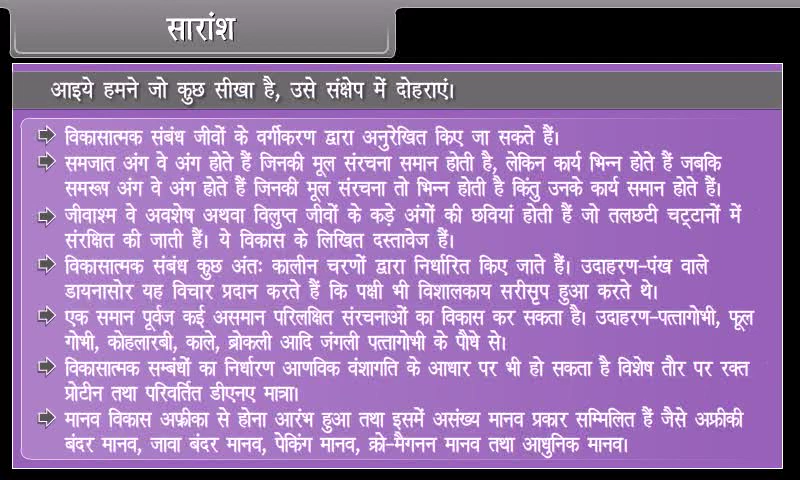 सारांश
आइये हमने जो कुछ सीखा है, उसे संक्षेप में दोहराएं।
विकासात्मक संबंध जीवों के वर्गीकरण द्वारा अनुरेखित किए जा सकते हैं।
समजात अंग वे अंग होते हैं जिनकी मूल संरचना समान होती है, लेकिन कार्य भिन्न होते हैं जबकि
समरूप अंग वे अंग होते हैं जिनकी मूल संरचना तो भिन्न होती है किंतु उनके कार्य समान होते हैं।
जीवाश्म वे अवशेष अथवा विलुप्त जीवों के कड़े अंगों की छवियां होती हैं जो तलछटी चट्टानों में
संरक्षित की जाती हैं। ये विकास के लिखित दस्तावेज हैं।
विकासात्मक संबंध कुछ अंतः कालीन चरणों द्वारा निर्धारित किए जाते हैं। उदाहरण-पंख वाले
डायनासोर यह विचार प्रदान करते हैं कि पक्षी भी विशालकाय सरीसृप हुआ करते थे।
एक समान पूर्वज कई असमान परिलक्षित संरचनाओं का विकास कर सकता है। उदाहरण-पत्तागोभी, फूल
गोभी, कोहलारबी, काले, ब्रोकली आदि जंगली पत्तागोभी के पौधे से।
विकासात्मक सम्बंधों का निर्धारण आणविक वंशागति के आधार पर भी हो सकता है विशेष तौर पर रक्त
प्रोटीन तथा परिवर्तित डीएनए मात्रा।
मानव विकास अफ्रीका से होना आरंभ हुआ तथा इसमें असंख्य मानव प्रकार सम्मिलित हैं जैसे अफ्रीकी
बंदर मानव, जावा बंदर मानव, पेकिंग मानव, क्रो-मैगनन मानव तथा आधुनिक मानव।